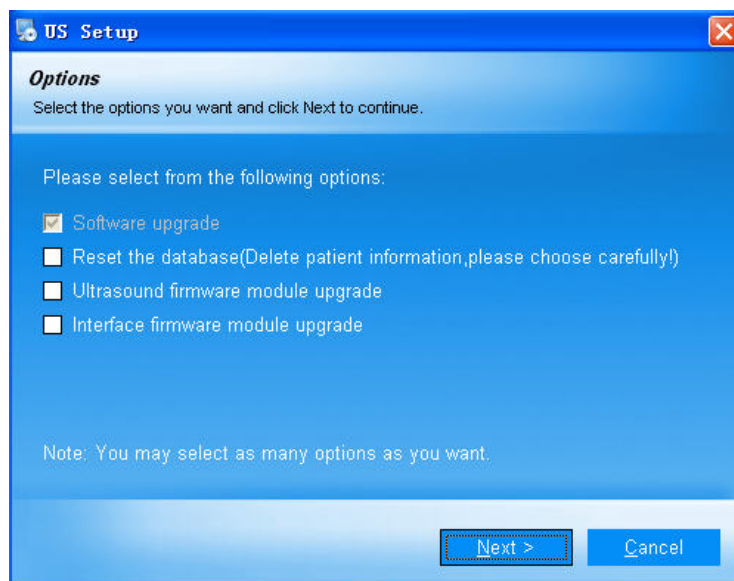 US Setup
Options
Select the options you want and click Next to continue.
Please select from the following options:
Software upgrade
Reset the database(Delete patient information,please choose carefully!)
Ultrasound firmware module upgrade
Interface firmware module upgrade
Note: You may select as many options as you want.
Next >
Cancel